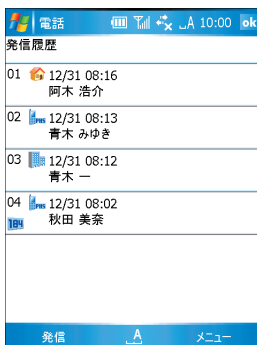 電話 A 10:00 ok
発信履歴
01 12/31 08:16
阿木 浩介
02 PHS 12/31 08:13
青木 みゆき
03 12/31 08:12
青木 一
04 PHS 12/31 08:02
184 秋田 美奈
発信 A メニュー